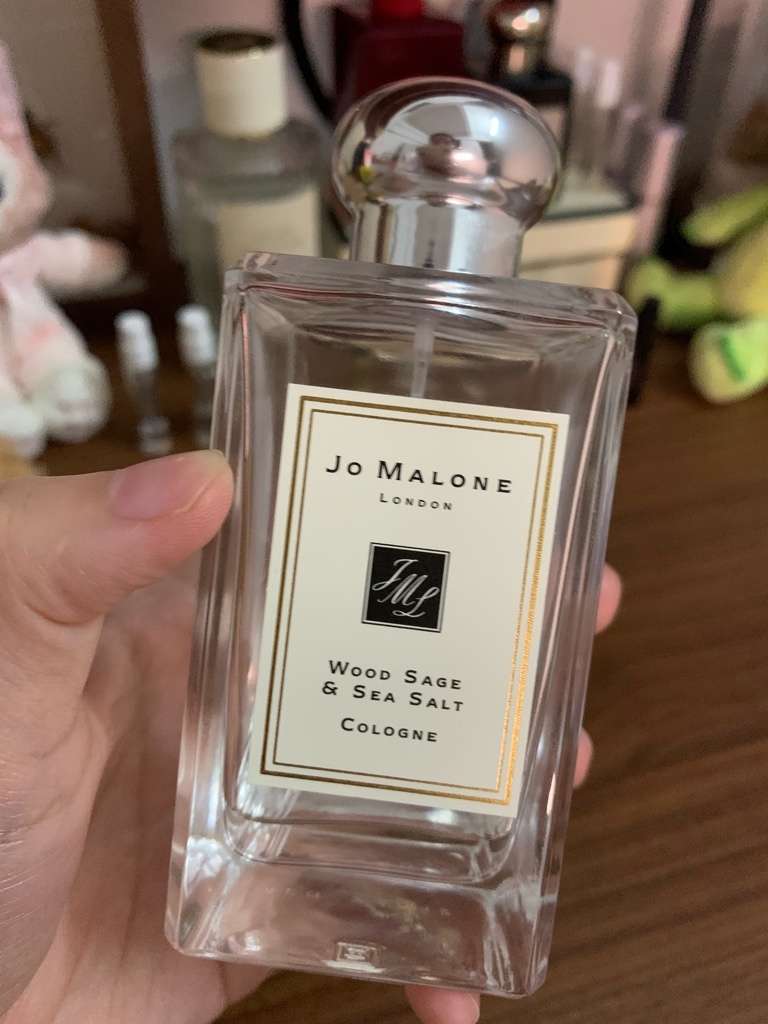 Jo Malone
London
JML
Wood Sage
& Sea Salt
Cologne